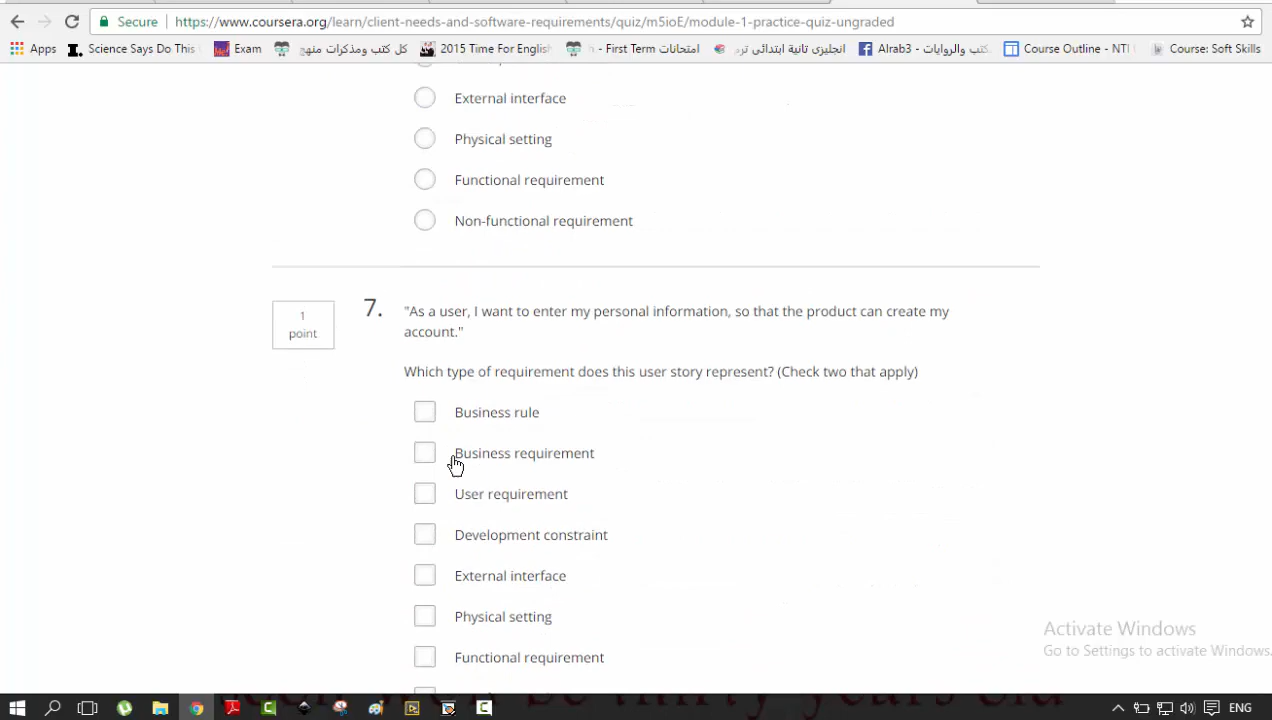 Secure https://www.coursera.org/learn/client-needs-and-software-requirements/quiz/m5ioE/module-1-practice-quiz-ungraded
Apps Science Says Do This Exam كل كتب ومذكرات منهج 2015 Time For English امتحانات First Term - n انجليزى ثانية ابتدائى ترم Alrab3 - كتب والروايات Course Outline - NTI Course: Soft Skills
External interface
Physical setting
Functional requirement
Non-functional requirement
1
point
7.
"As a user, I want to enter my personal information, so that the product can create my
account."
Which type of requirement does this user story represent? (Check two that apply)
Business rule
Business requirement
User requirement
Development constraint
External interface
Physical setting
Functional requirement
Activate Windows
Go to Settings to activate Windows.
ENG